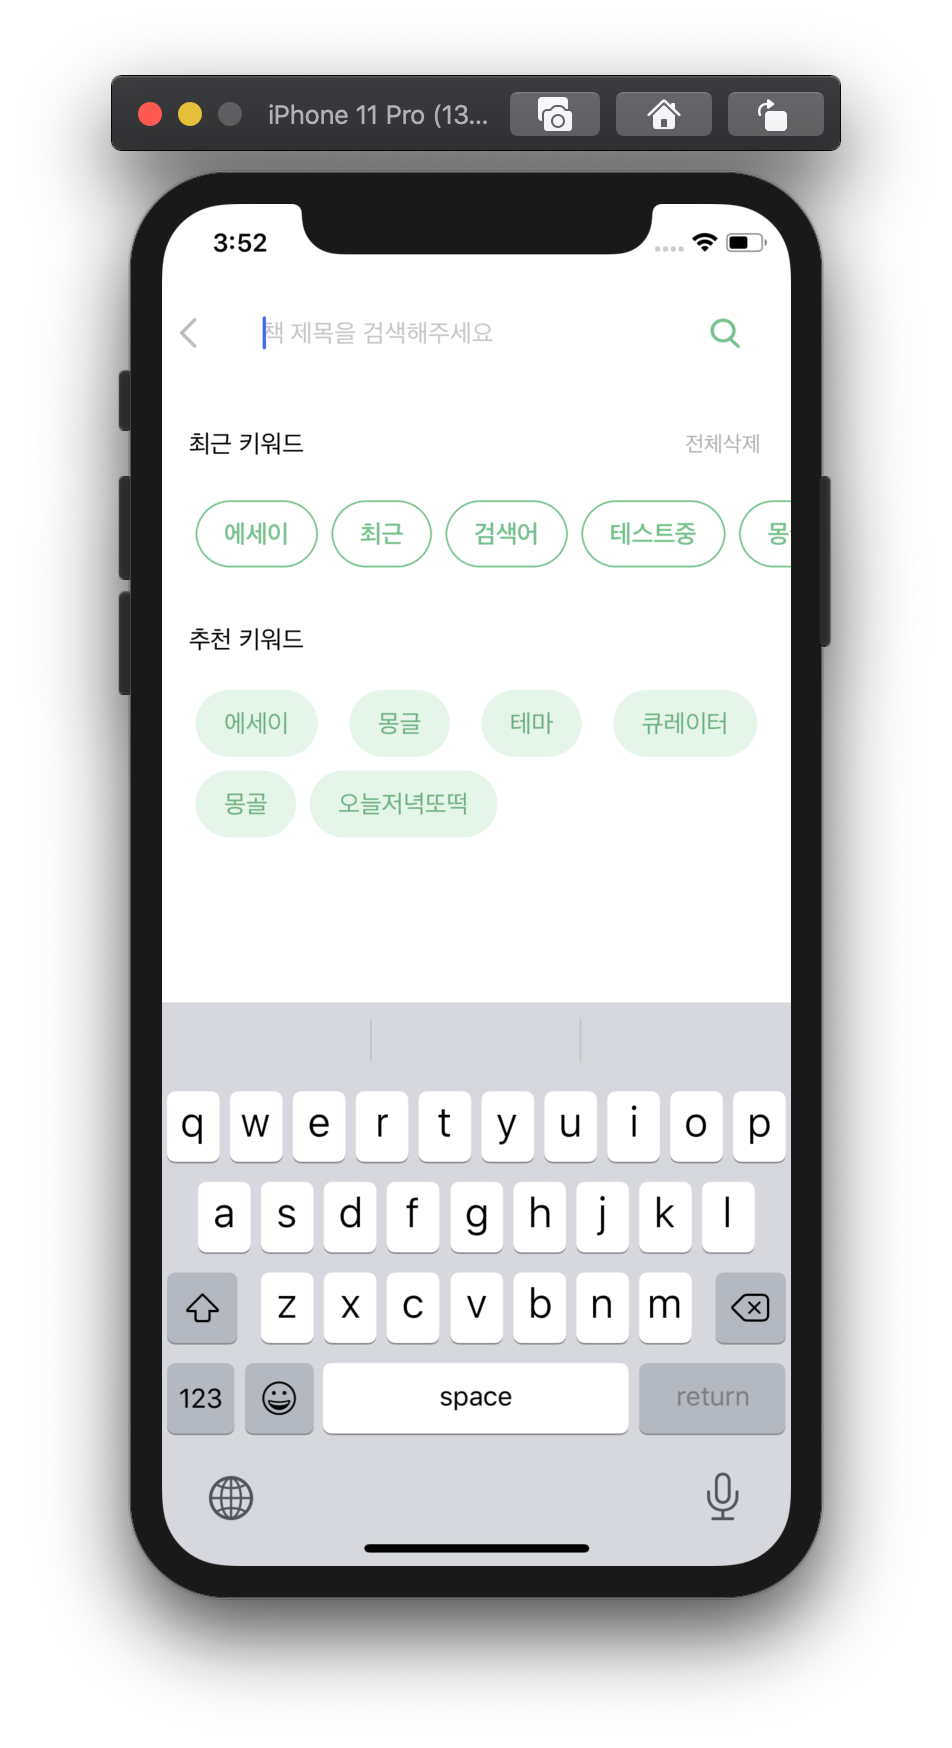 iPhone 11 Pro (13...
3:52
책 제목을 검색해주세요
최근 키워드 전체삭제
에세이 최근 검색어 테스트중
추천 키워드
에세이 몽글 테마 큐레이터
몽골 오늘저녁또떡
q w e r t y u i o p
a s d f g h j k l
z x c v b n m
123 space return